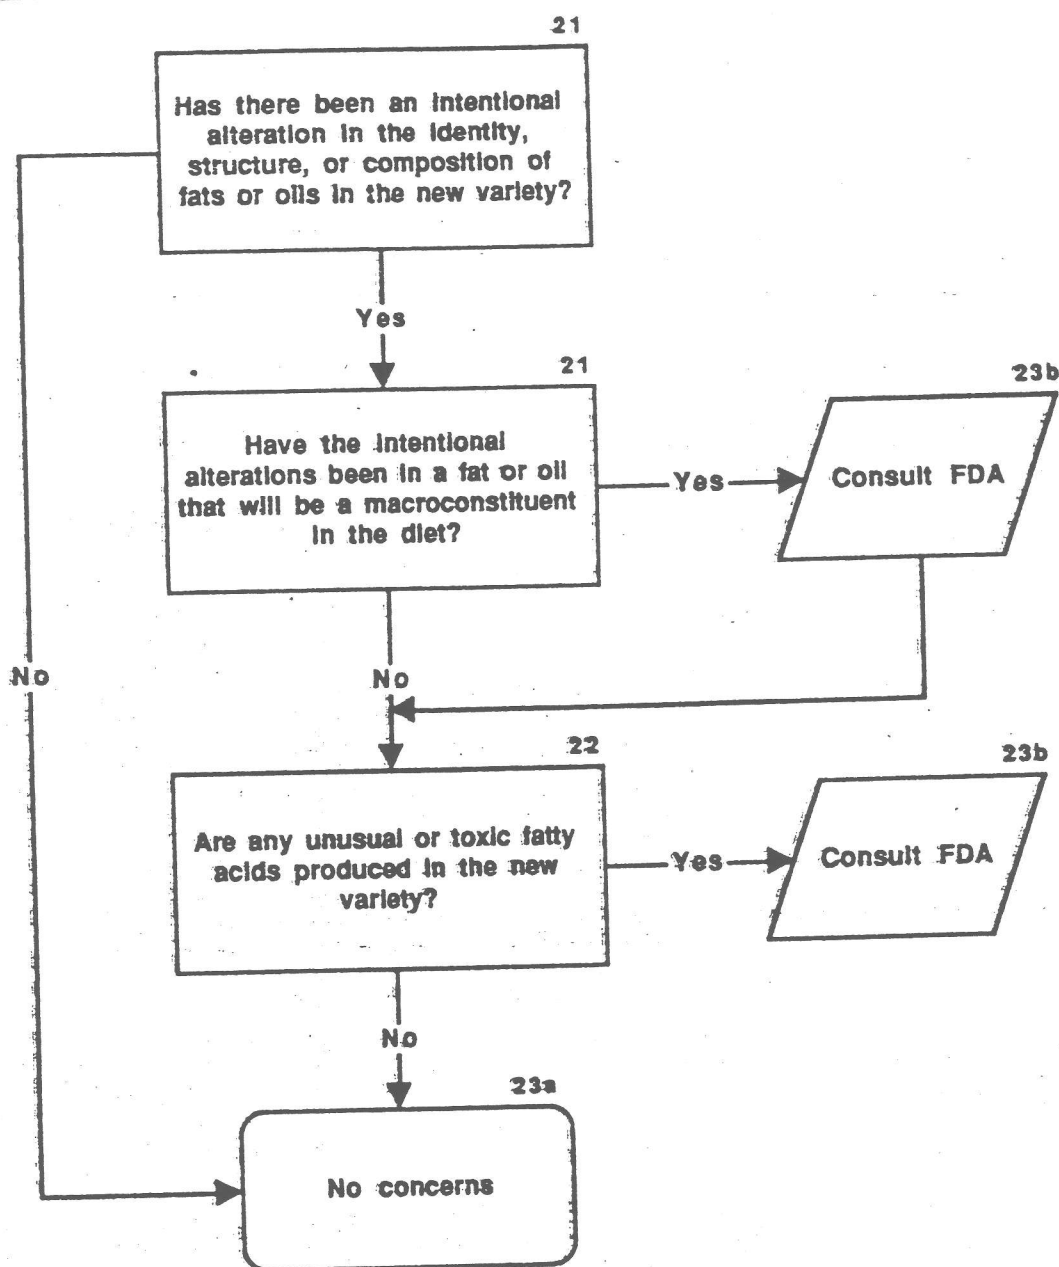 21
Has there been an intentional
alteration in the identity,
structure, or composition of
fats or oils in the new variety?
Yes
21
Have the intentional
alterations been in a fat or oil
that will be a macroconstituent
in the diet?
Yes
23b
Consult FDA
No
No
22
Are any unusual or toxic fatty
acids produced in the new
variety?
Yes
23b
Consult FDA
No
23a
No concerns